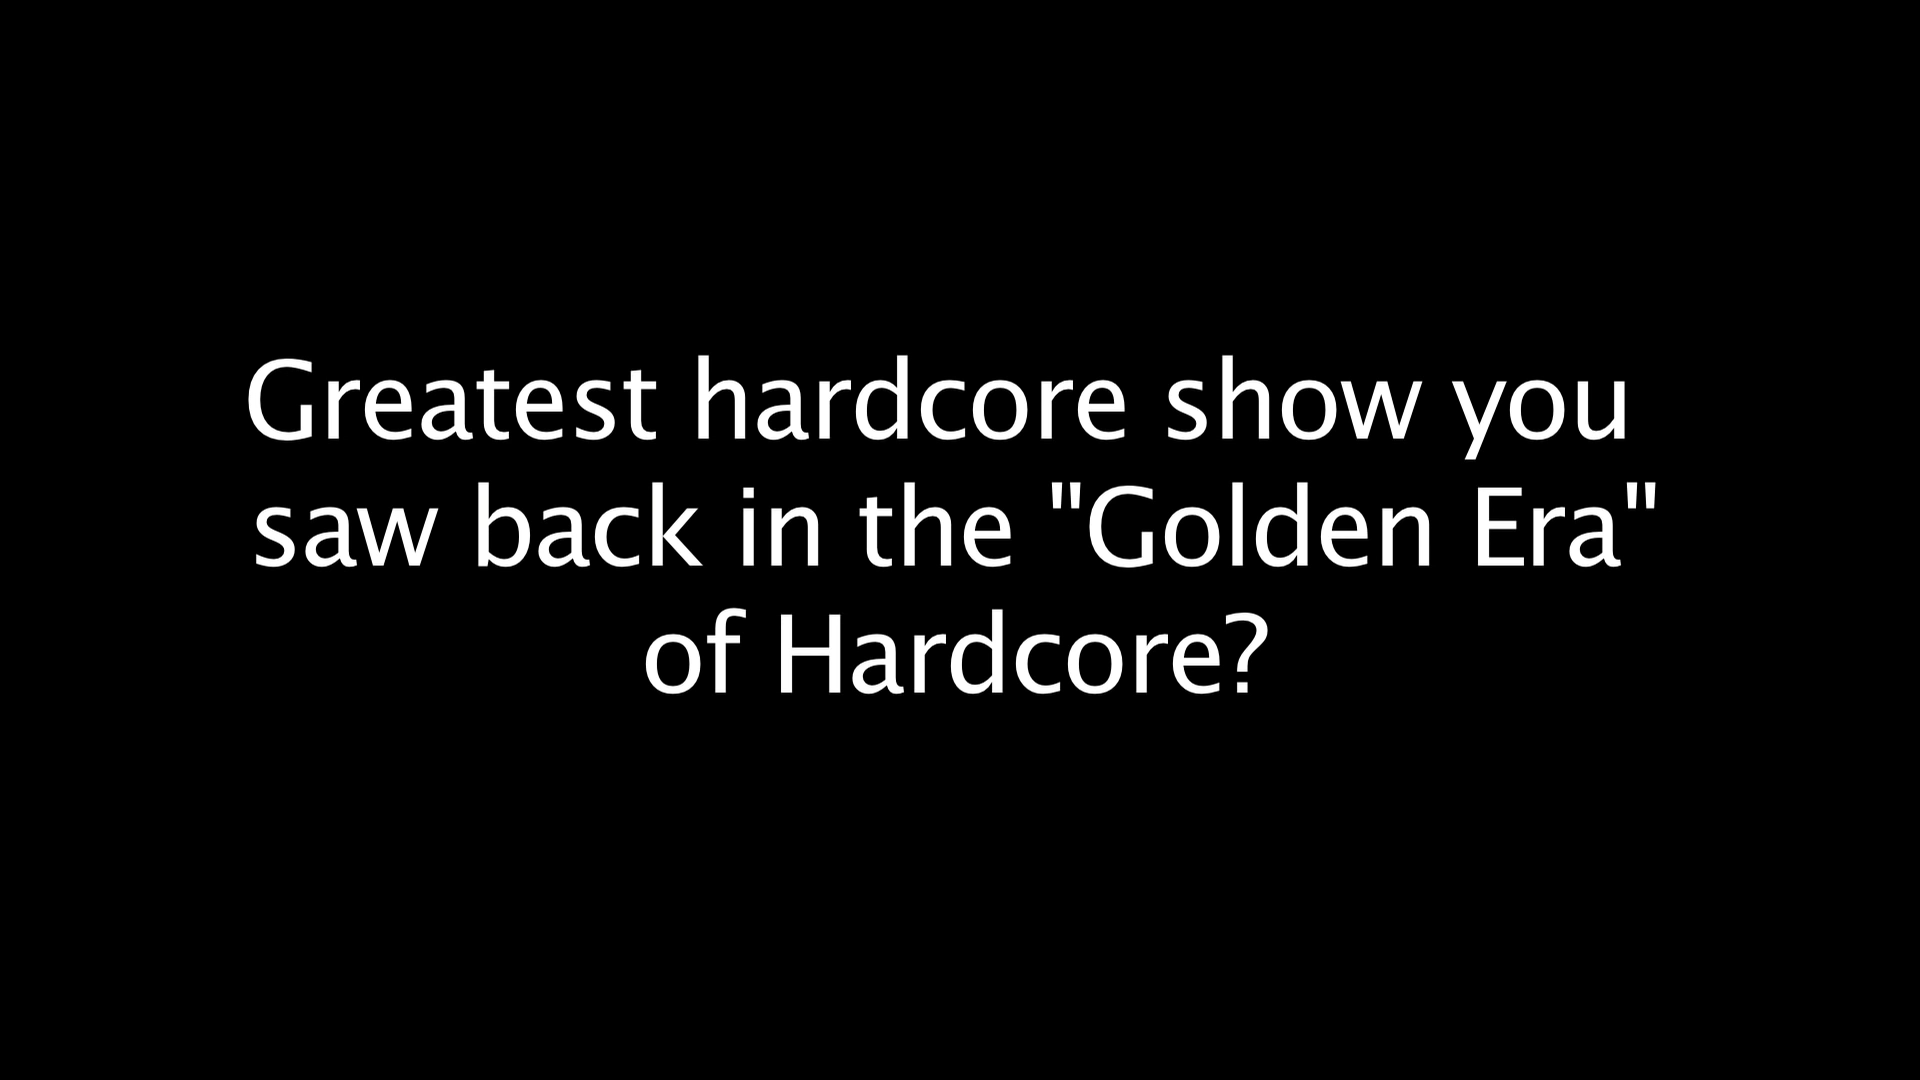 Greatest hardcore show you
saw back in the "Golden Era"
of Hardcore?